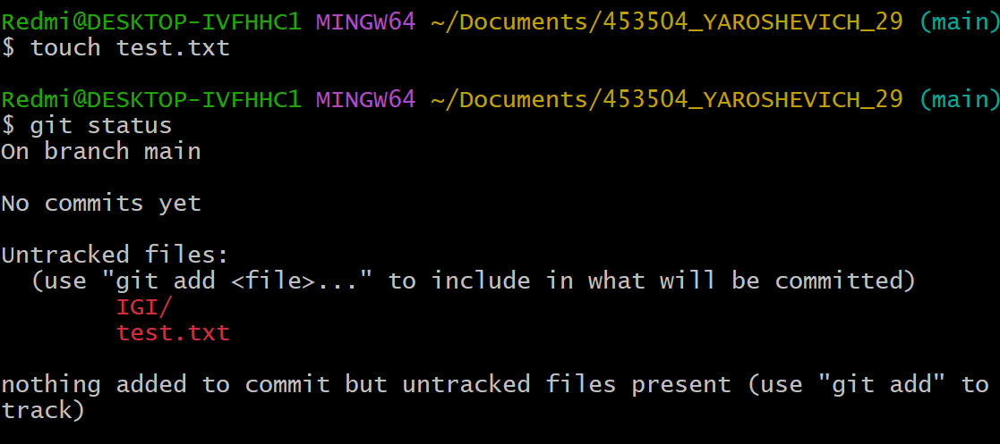 Redmi@DESKTOP-IVFHHC1 MINGW64 ~/Documents/453504_YAROSHEVICH_29 (main)
$ touch test.txt
Redmi@DESKTOP-IVFHHC1 MINGW64 ~/Documents/453504_YAROSHEVICH_29 (main)
$ git status
On branch main
No commits yet
Untracked files:
  (use "git add <file>..." to include in what will be committed)
        IGI/
        test.txt
nothing added to commit but untracked files present (use "git add" to
track)